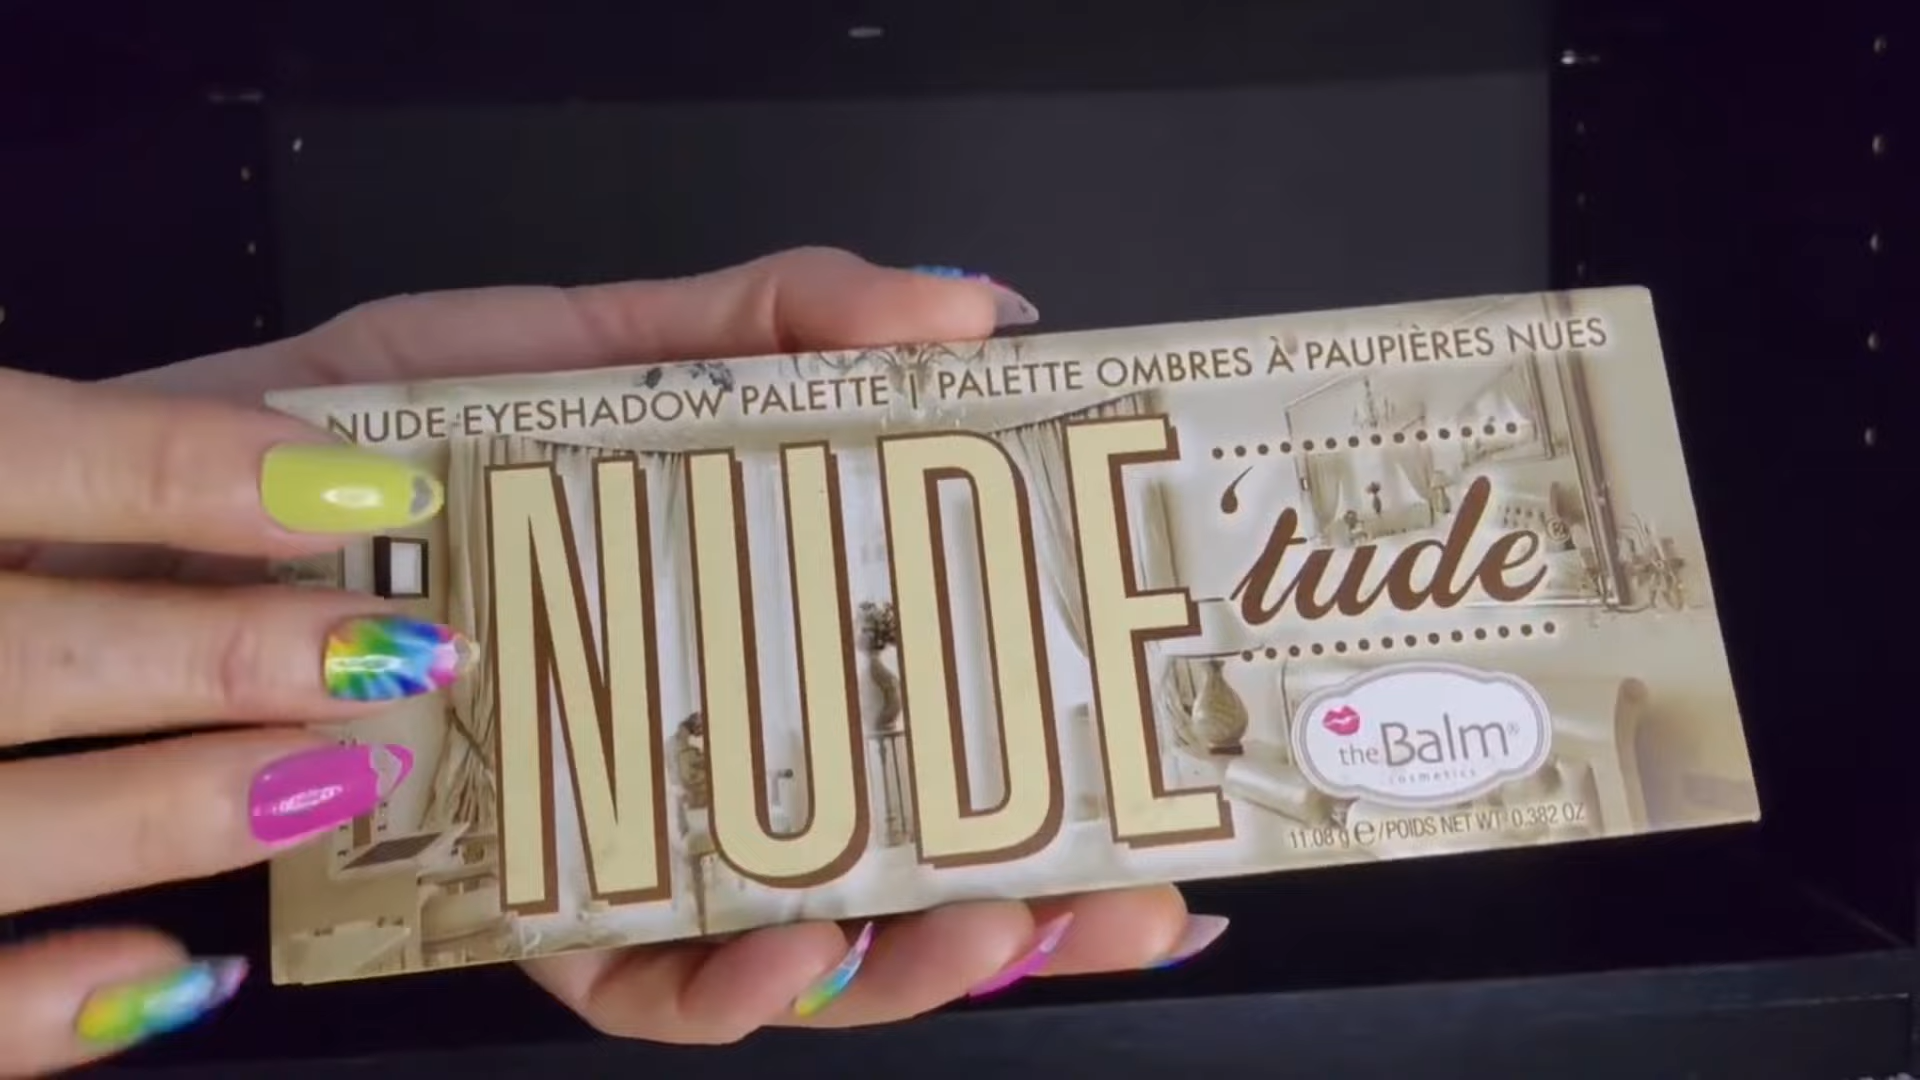 NUDE EYESHADOW PALETTE | PALETTE OMBRES À PAUPIÈRES NUES
NUDE 'tude®
theBalm®
cosmetics
11.08 g ℮/POIDS NET WT 0.382 OZ